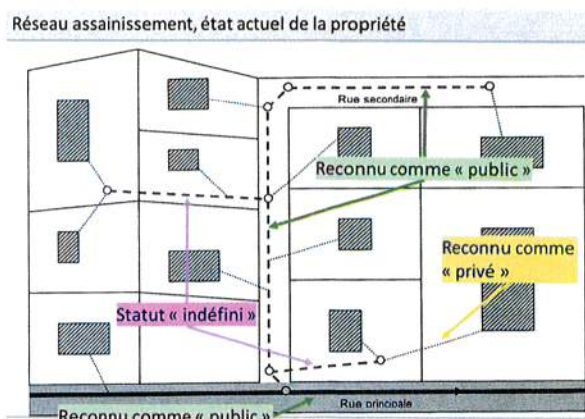 Réseau assainissement, état actuel de la propriété
Rue secondaire
Reconnu comme « public »
Reconnu comme
« privé »
Statut « indéfini »
Rue principale
Reconnu comme « public »